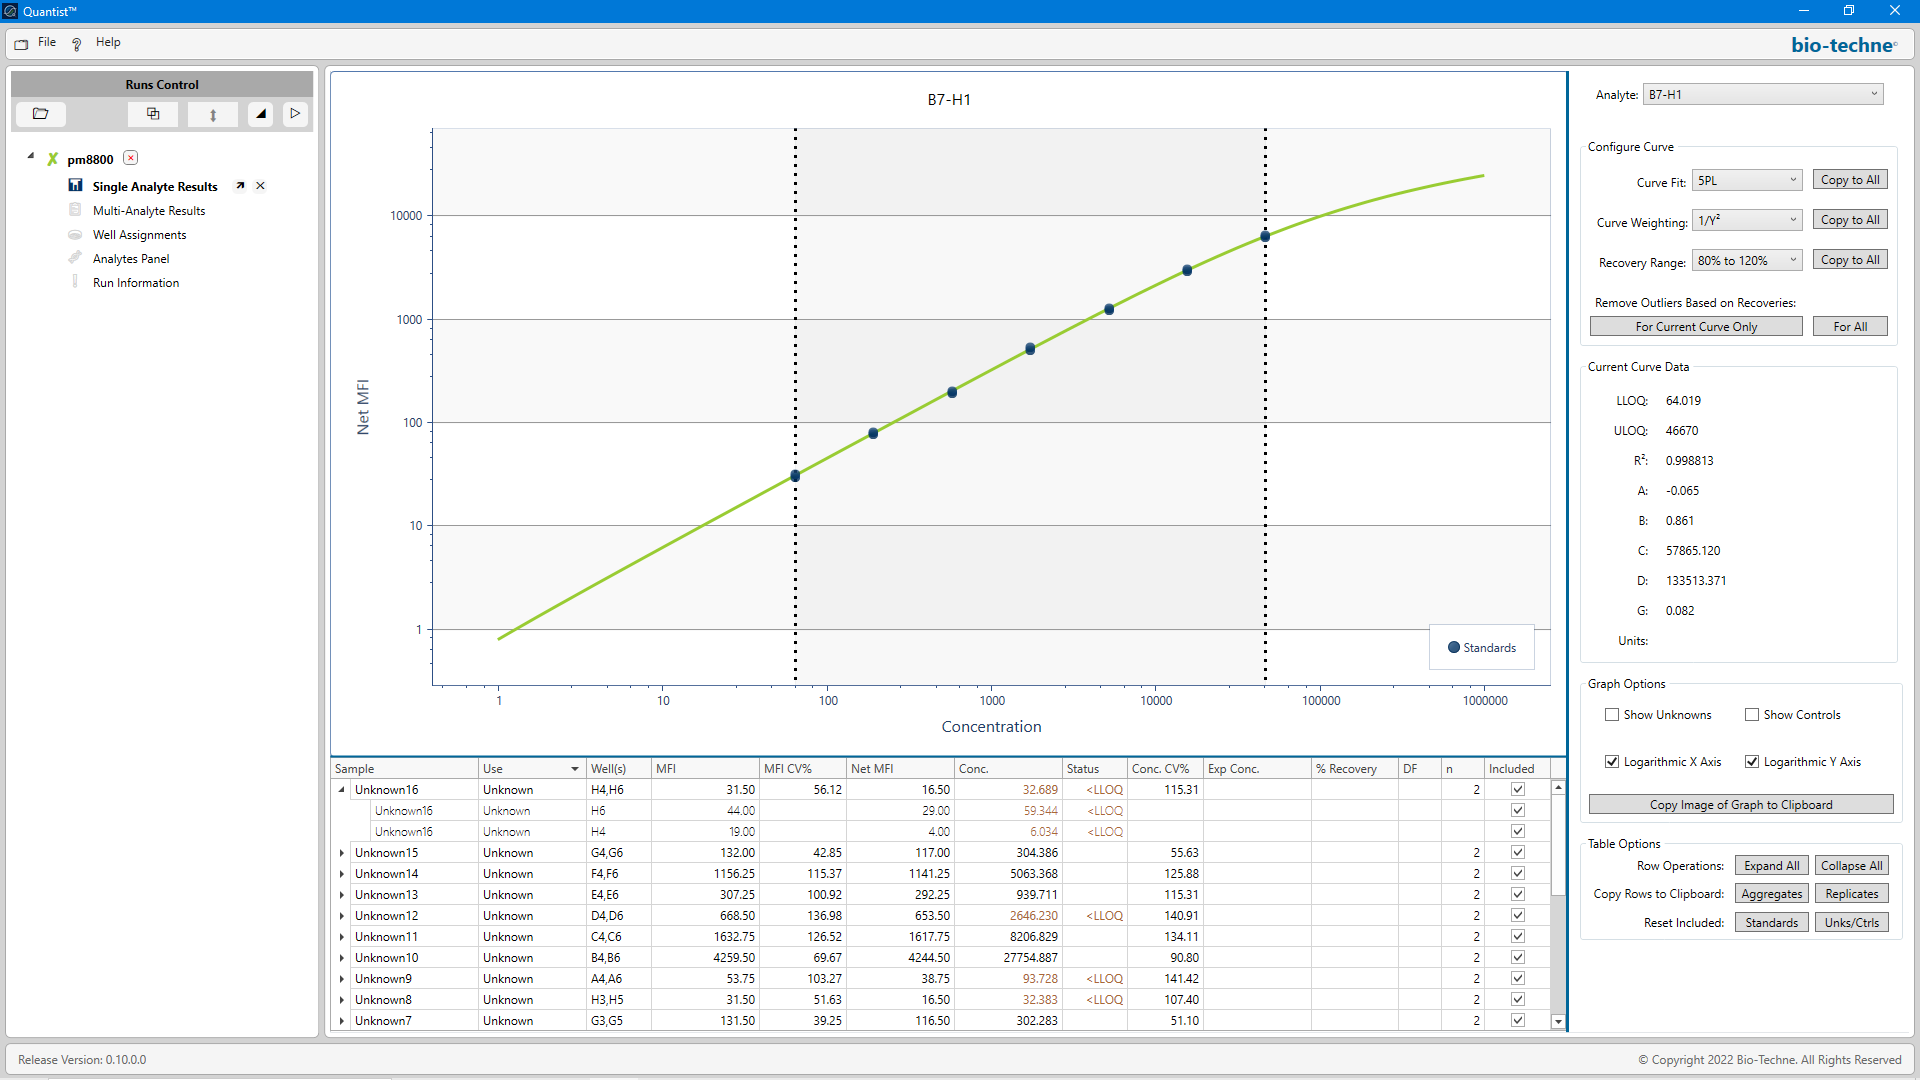 Quantist™
File Help
bio-techne
Runs Control
pm8800
Single Analyte Results
Multi-Analyte Results
Well Assignments
Analytes Panel
Run Information
B7-H1
Net MFI
10000
1000
100
10
1
1 10 100 1000 10000 100000 1000000
Concentration
Standards
Sample Use Well(s) MFI MFI CV% Net MFI Conc. Status Conc. CV% Exp Conc. % Recovery DF n Included
Unknown16 Unknown H4,H6 31.50 56.12 16.50 32.689 <LLOQ 115.31 2
Unknown16 Unknown H6 44.00 29.00 59.344 <LLOQ
Unknown16 Unknown H4 19.00 4.00 6.034 <LLOQ
Unknown15 Unknown G4,G6 132.00 42.85 117.00 304.386 55.63 2
Unknown14 Unknown F4,F6 1156.25 115.37 1141.25 5063.368 125.88 2
Unknown13 Unknown E4,E6 307.25 100.92 292.25 939.711 115.31 2
Unknown12 Unknown D4,D6 668.50 136.98 653.50 2646.230 <LLOQ 140.91 2
Unknown11 Unknown C4,C6 1632.75 126.52 1617.75 8206.829 134.11 2
Unknown10 Unknown B4,B6 4259.50 69.67 4244.50 27754.887 90.80 2
Unknown9 Unknown A4,A6 53.75 103.27 38.75 93.728 <LLOQ 141.42 2
Unknown8 Unknown H3,H5 31.50 51.63 16.50 32.383 <LLOQ 107.40 2
Unknown7 Unknown G3,G5 131.50 39.25 116.50 302.283 51.10 2
Analyte: B7-H1
Configure Curve
Curve Fit: 5PL Copy to All
Curve Weighting: 1/Y² Copy to All
Recovery Range: 80% to 120% Copy to All
Remove Outliers Based on Recoveries:
For Current Curve Only For All
Current Curve Data
LLOQ: 64.019
ULOQ: 46670
R²: 0.998813
A: -0.065
B: 0.861
C: 57865.120
D: 133513.371
G: 0.082
Units:
Graph Options
Show Unknowns Show Controls
Logarithmic X Axis Logarithmic Y Axis
Copy Image of Graph to Clipboard
Table Options
Row Operations: Expand All Collapse All
Copy Rows to Clipboard: Aggregates Replicates
Reset Included: Standards Unks/Ctrls
Release Version: 0.10.0.0
© Copyright 2022 Bio-Techne. All Rights Reserved